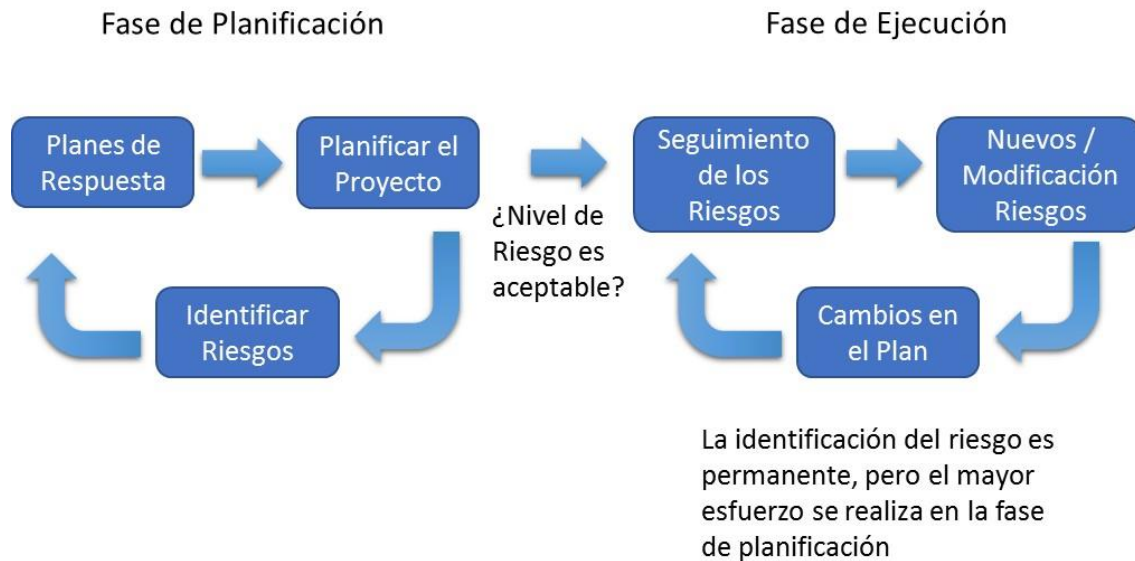 Fase de Planificación
Fase de Ejecución
Planes de
Respuesta
Planificar el
Proyecto
Identificar
Riesgos
¿Nivel de
Riesgo es
aceptable?
Seguimiento
de los
Riesgos
Nuevos /
Modificación
Riesgos
Cambios en
el Plan
La identificación del riesgo es
permanente, pero el mayor
esfuerzo se realiza en la fase
de planificación